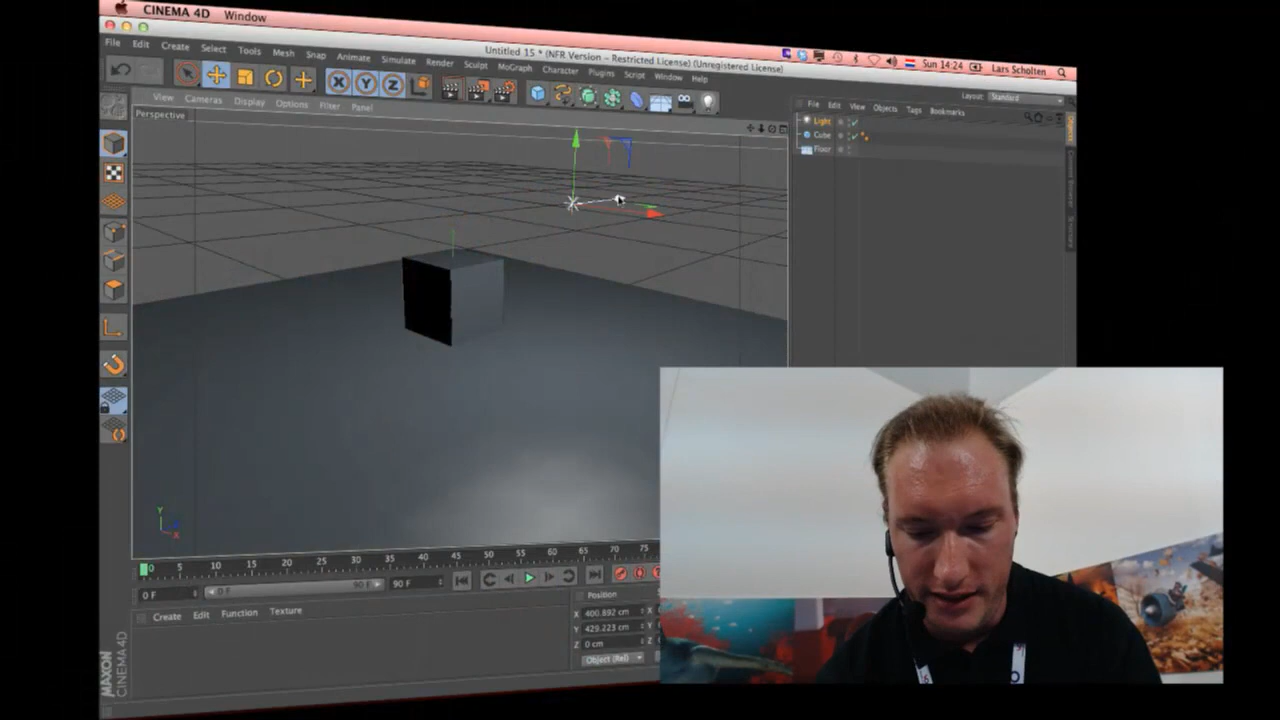 CINEMA 4D Window
Untitled 15 * (NFR Version - Restricted License) (Unregistered License)
Sun 14:24 Lars Scholten
File Edit Create Select Tools Mesh Snap Animate Simulate Render Sculpt MoGraph Character Plugins Script Window Help
Layout: Standard
X Y Z
View Cameras Display Options Filter Panel
File Edit View Objects Tags Bookmarks
Perspective
Light
Cube
Floor
Objects
Y
X
0 5 10 15 20 25 30 35 40 45 50 55 60 65 70 75
0 F 0 F 90 F 90 F
Create Edit Function Texture
Position
X 400.892 cm X
Y 429.223 cm Y
Z 0 cm Z
Object (Rel)
MAXON
CINEMA 4D